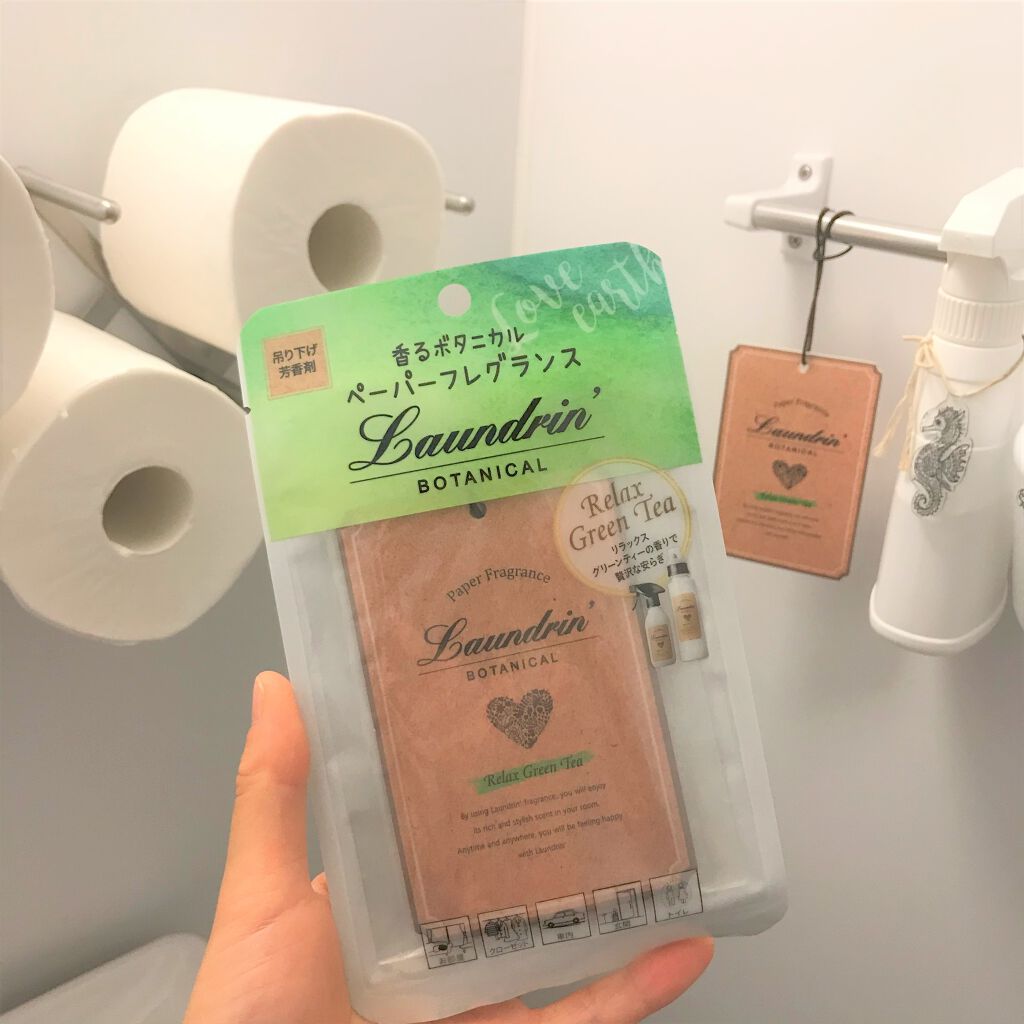 Love
earth
吊り下げ
芳香剤
香るボタニカル
ペーパーフレグランス
Laundrin'
BOTANICAL
Relax
Green Tea
リラックス
グリーンティーの香りで
贅沢な安らぎ
Paper Fragrance
Laundrin'
BOTANICAL
Relax Green Tea
By using Laundrin' fragrance, you will enjoy
its rich and stylish scent in your room.
Anytime and anywhere, you will be feeling happy
with Laundrin'
お部屋
クローゼット
車内
玄関
トイレ
Paper Fragrance
Laundrin'
BOTANICAL
Relax Green Tea